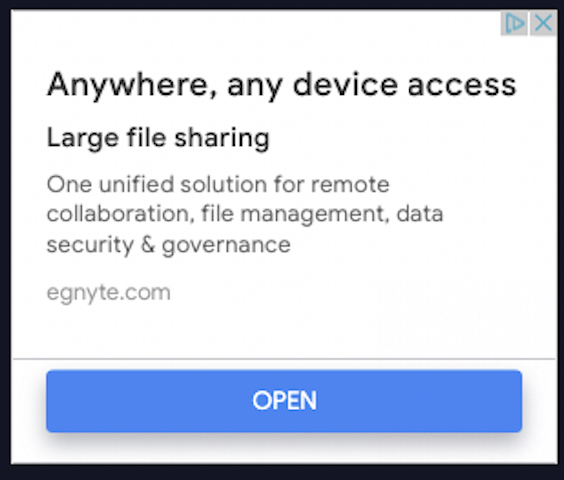 Anywhere, any device access
Large file sharing
One unified solution for remote
collaboration, file management, data
security & governance
egnyte.com
OPEN